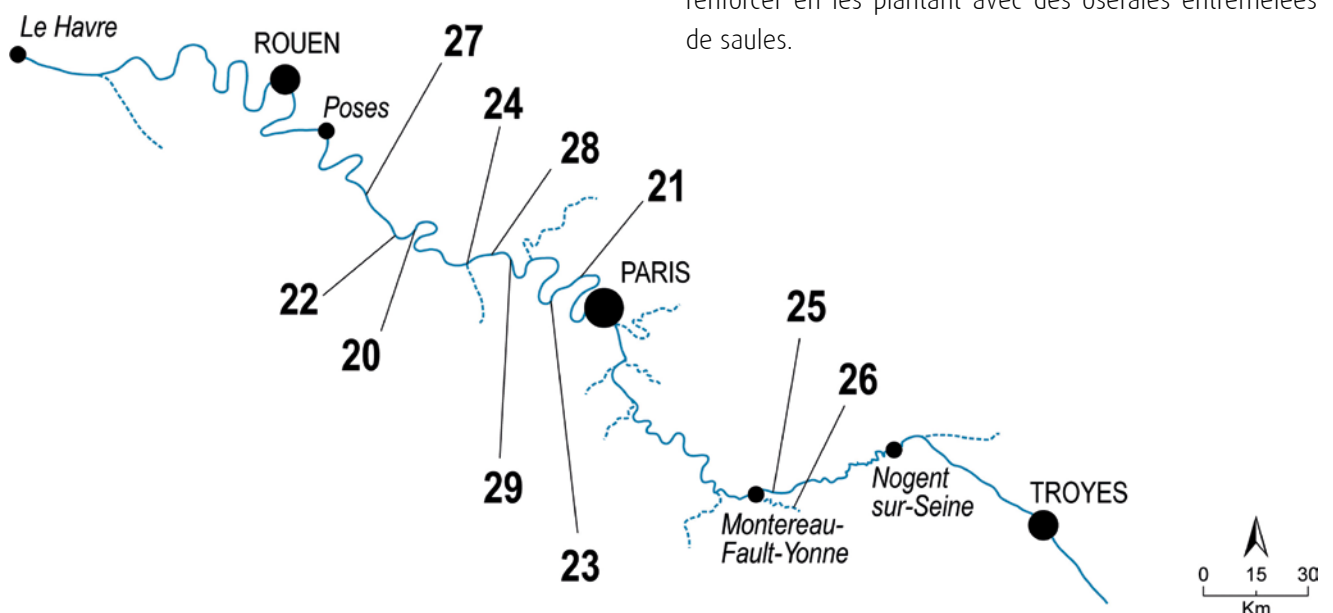 renforcer en les plantant avec des oseraies entremêlées
de saules.
Le Havre
ROUEN
27
Poses
24
28
21
22
20
PARIS
25
26
29
23
Nogent
sur-Seine
Montereau-
Fault-Yonne
TROYES
0 15 30
Km